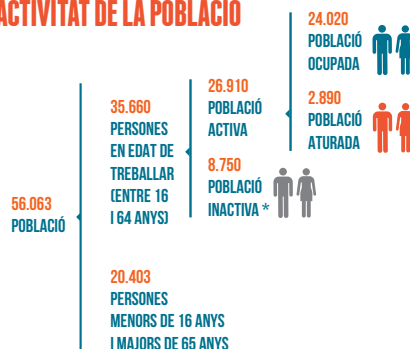 ACTIVITAT DE LA POBLACIÓ
24.020
POBLACIÓ
OCUPADA
26.910
POBLACIÓ
ACTIVA
2.890
POBLACIÓ
ATURADA
35.660
PERSONES
EN EDAT DE
TREBALLAR
(ENTRE 16
I 64 ANYS)
8.750
POBLACIÓ
INACTIVA *
56.063
POBLACIÓ
20.403
PERSONES
MENORS DE 16 ANYS
I MAJORS DE 65 ANYS